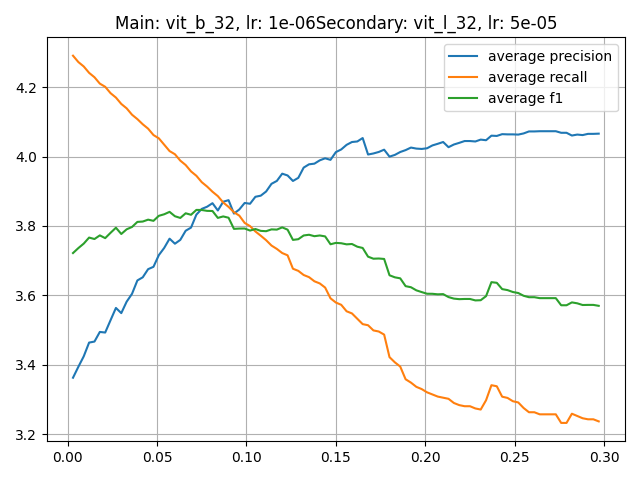 Main: vit_b_32, lr: 1e-06Secondary: vit_l_32, lr: 5e-05
average precision
average recall
average f1
4.2
4.0
3.8
3.6
3.4
3.2
0.00 0.05 0.10 0.15 0.20 0.25 0.30